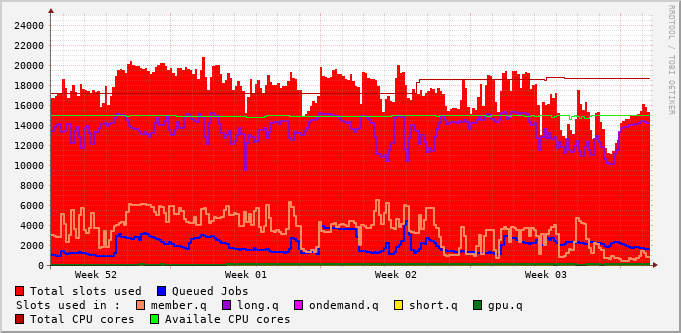 24000
22000
20000
18000
16000
14000
12000
10000
8000
6000
4000
2000
0
Week 52 Week 01 Week 02 Week 03
Total slots used Queued Jobs
Slots used in : member.q long.q ondemand.q short.q gpu.q
Total CPU cores Availale CPU cores
RRDTOOL / TOBI OETIKER